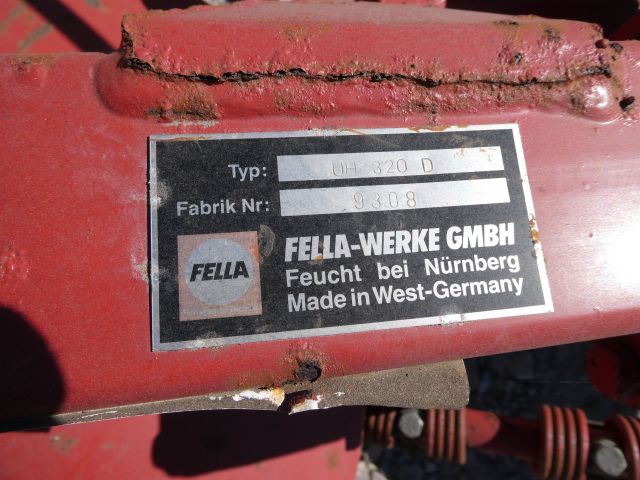 Typ: UH 320 D
Fabrik Nr: 9308
FELLA
FELLA-WERKE GMBH
Feucht bei Nürnberg
Made in West-Germany